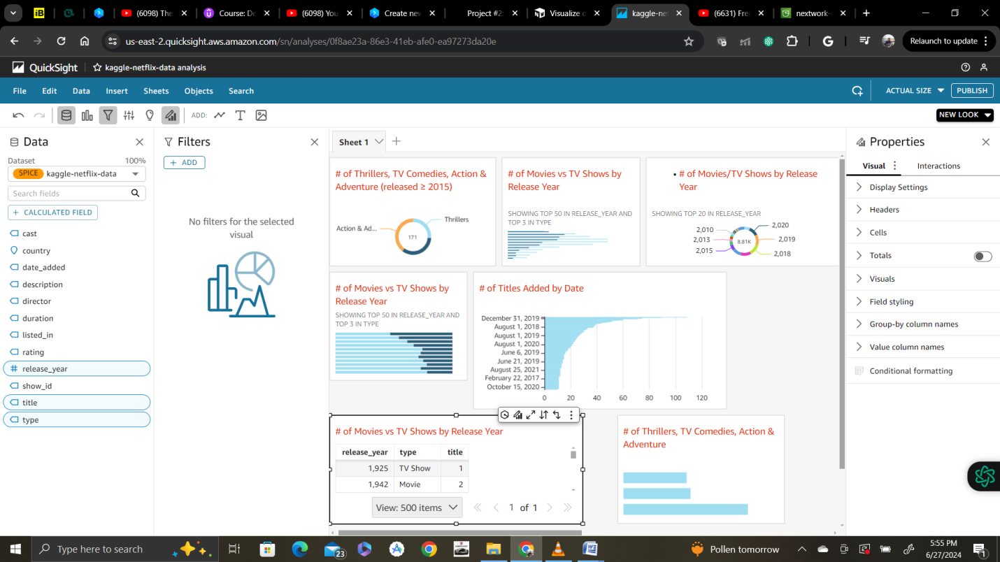 (6098) The
Course: De
(6098) You
Create new
Project #2:
Visualize d
kaggle-net
(6631) Fre
nextwork-
us-east-2.quicksight.aws.amazon.com/sn/analyses/0f8ae23a-86e3-41eb-afe0-ea97273da20e
Relaunch to update
QuickSight
kaggle-netflix-data analysis
File Edit Data Insert Sheets Objects Search
ACTUAL SIZE
PUBLISH
ADD:
NEW LOOK
Data
Dataset 100%
SPICE kaggle-netflix-data
Search fields
+ CALCULATED FIELD
cast
country
date_added
description
director
duration
listed_in
rating
release_year
show_id
title
type
Filters
+ ADD
No filters for the selected
visual
Sheet 1
# of Thrillers, TV Comedies, Action &
Adventure (released ≥ 2015)
Action & Ad...
Thrillers
171
# of Movies vs TV Shows by
Release Year
SHOWING TOP 50 IN RELEASE_YEAR AND
TOP 3 IN TYPE
• # of Movies/TV Shows by Release
Year
SHOWING TOP 20 IN RELEASE_YEAR
2,010 2,020
2,013 8.81K 2,019
2,015 2,018
# of Movies vs TV Shows by
Release Year
SHOWING TOP 50 IN RELEASE_YEAR AND
TOP 3 IN TYPE
# of Titles Added by Date
December 31, 2019
August 1, 2018
August 1, 2019
August 1, 2020
June 6, 2019
June 21, 2019
August 25, 2021
February 22, 2017
October 15, 2020
0 20 40 60 80 100 120
# of Movies vs TV Shows by Release Year
release_year type title
1,925 TV Show 1
1,942 Movie 2
View: 500 items
1 of 1
# of Thrillers, TV Comedies, Action &
Adventure
Properties
Visual Interactions
Display Settings
Headers
Cells
Totals
Visuals
Field styling
Group-by column names
Value column names
Conditional formatting
Type here to search
23
Pollen tomorrow
5:55 PM
6/27/2024
1